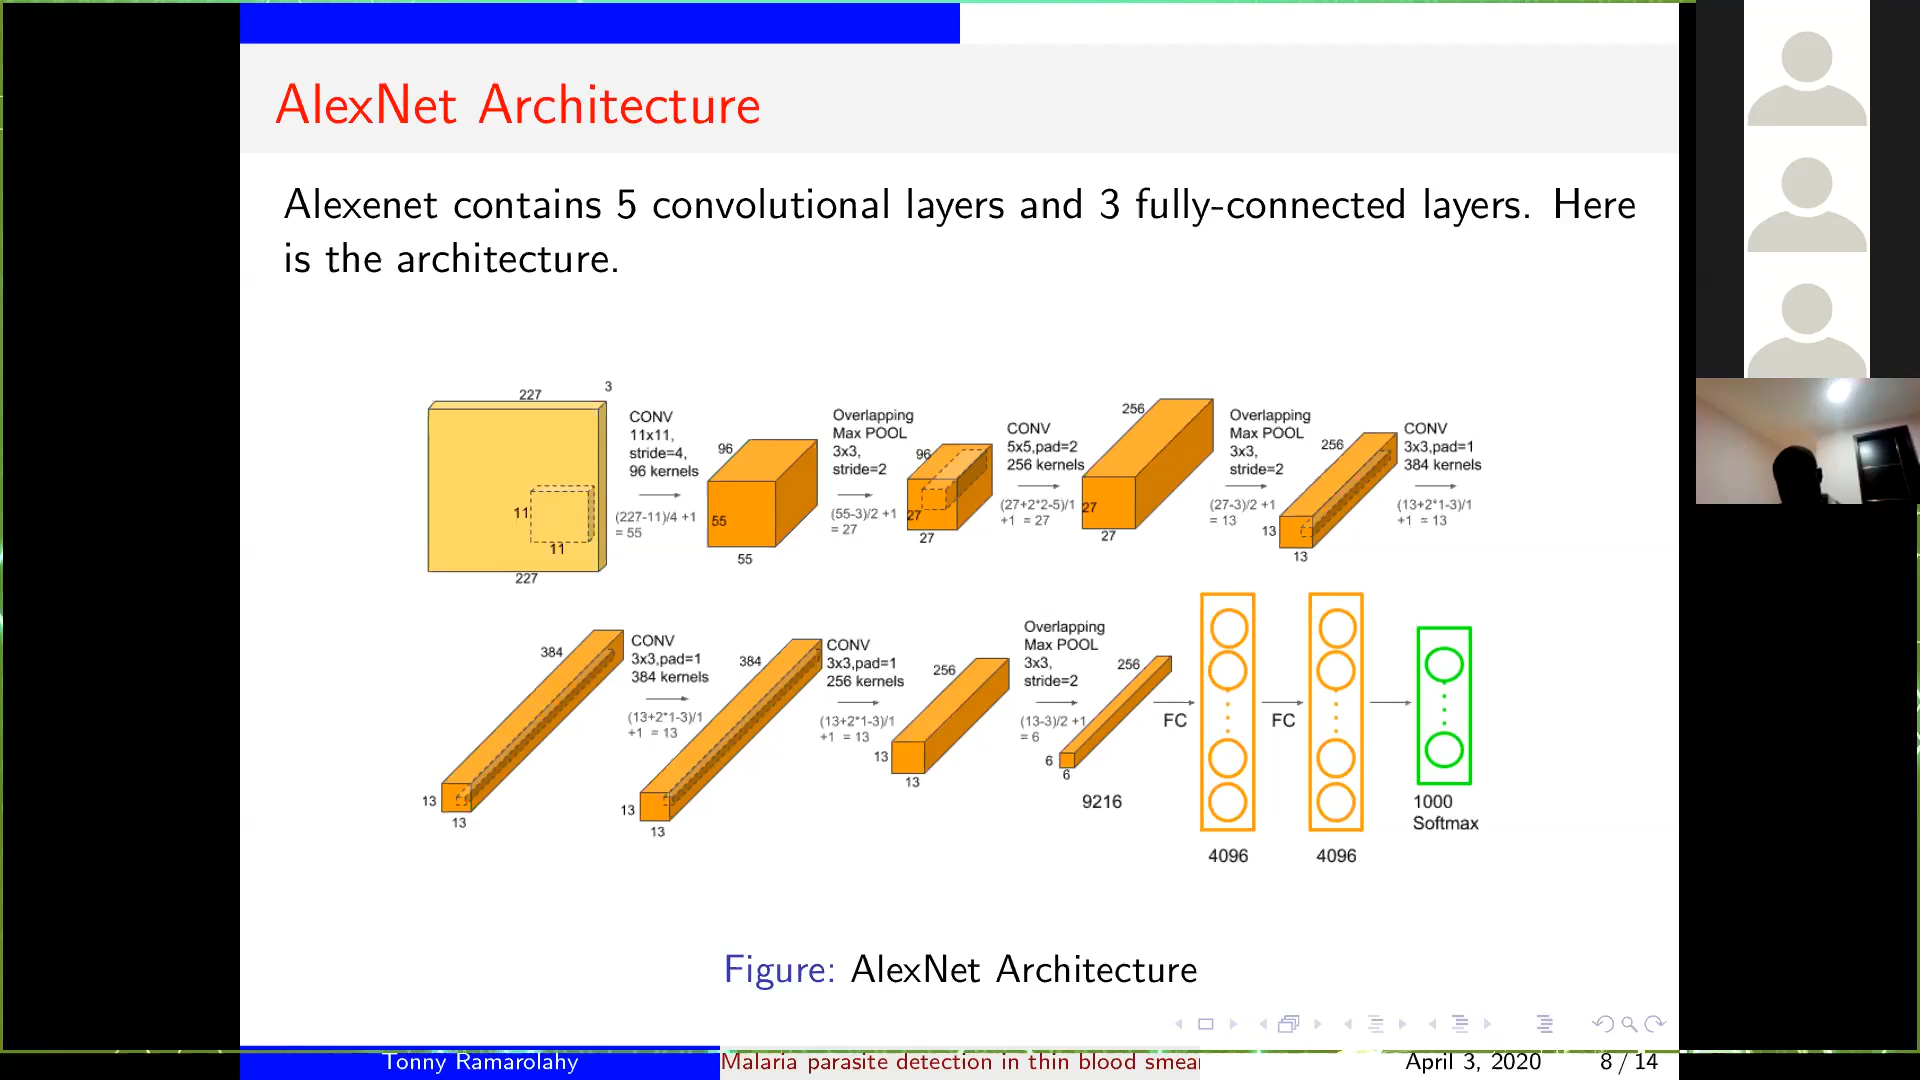 AlexNet Architecture
Alexenet contains 5 convolutional layers and 3 fully-connected layers. Here
is the architecture.
227
3
11
11
227
CONV
11x11,
stride=4,
96 kernels
(227-11)/4 +1
= 55
96
55
55
Overlapping
Max POOL
3x3,
stride=2
(55-3)/2 +1
= 27
96
27
27
CONV
5x5,pad=2
256 kernels
(27+2*2-5)/1
+1 = 27
256
27
27
Overlapping
Max POOL
3x3,
stride=2
(27-3)/2 +1
= 13
256
13
13
CONV
3x3,pad=1
384 kernels
(13+2*1-3)/1
+1 = 13
384
13
13
CONV
3x3,pad=1
384 kernels
(13+2*1-3)/1
+1 = 13
384
13
13
CONV
3x3,pad=1
256 kernels
(13+2*1-3)/1
+1 = 13
256
13
13
Overlapping
Max POOL
3x3,
stride=2
(13-3)/2 +1
= 6
256
6
6
9216
FC
4096
FC
4096
1000
Softmax
Figure: AlexNet Architecture
Tonny Ramarolahy
Malaria parasite detection in thin blood smear
April 3, 2020
8 / 14